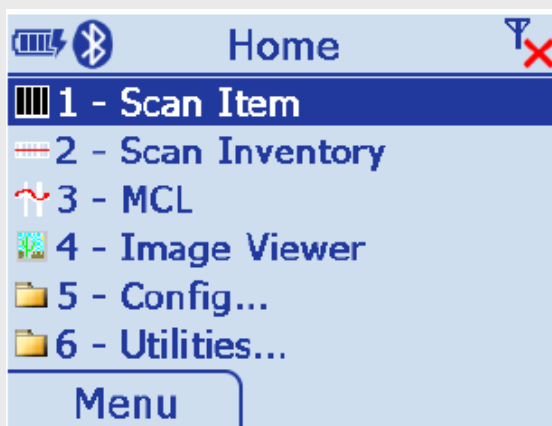 Home
1 - Scan Item
2 - Scan Inventory
3 - MCL
4 - Image Viewer
5 - Config...
6 - Utilities...
Menu